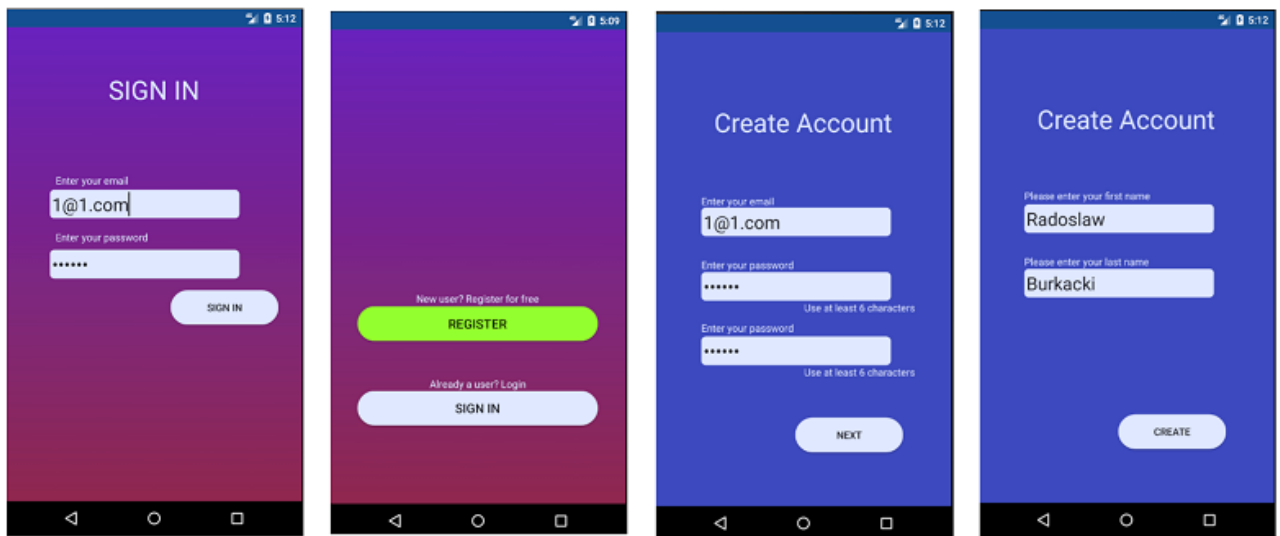 5:12
SIGN IN
Enter your email
1@1.com
Enter your password
••••••
SIGN IN
5:09
New user? Register for free
REGISTER
Already a user? Login
SIGN IN
5:12
Create Account
Enter your email
1@1.com
Enter your password
••••••
Use at least 6 characters
Enter your password
••••••
Use at least 6 characters
NEXT
5:12
Create Account
Please enter your first name
Radoslaw
Please enter your last name
Burkacki
CREATE